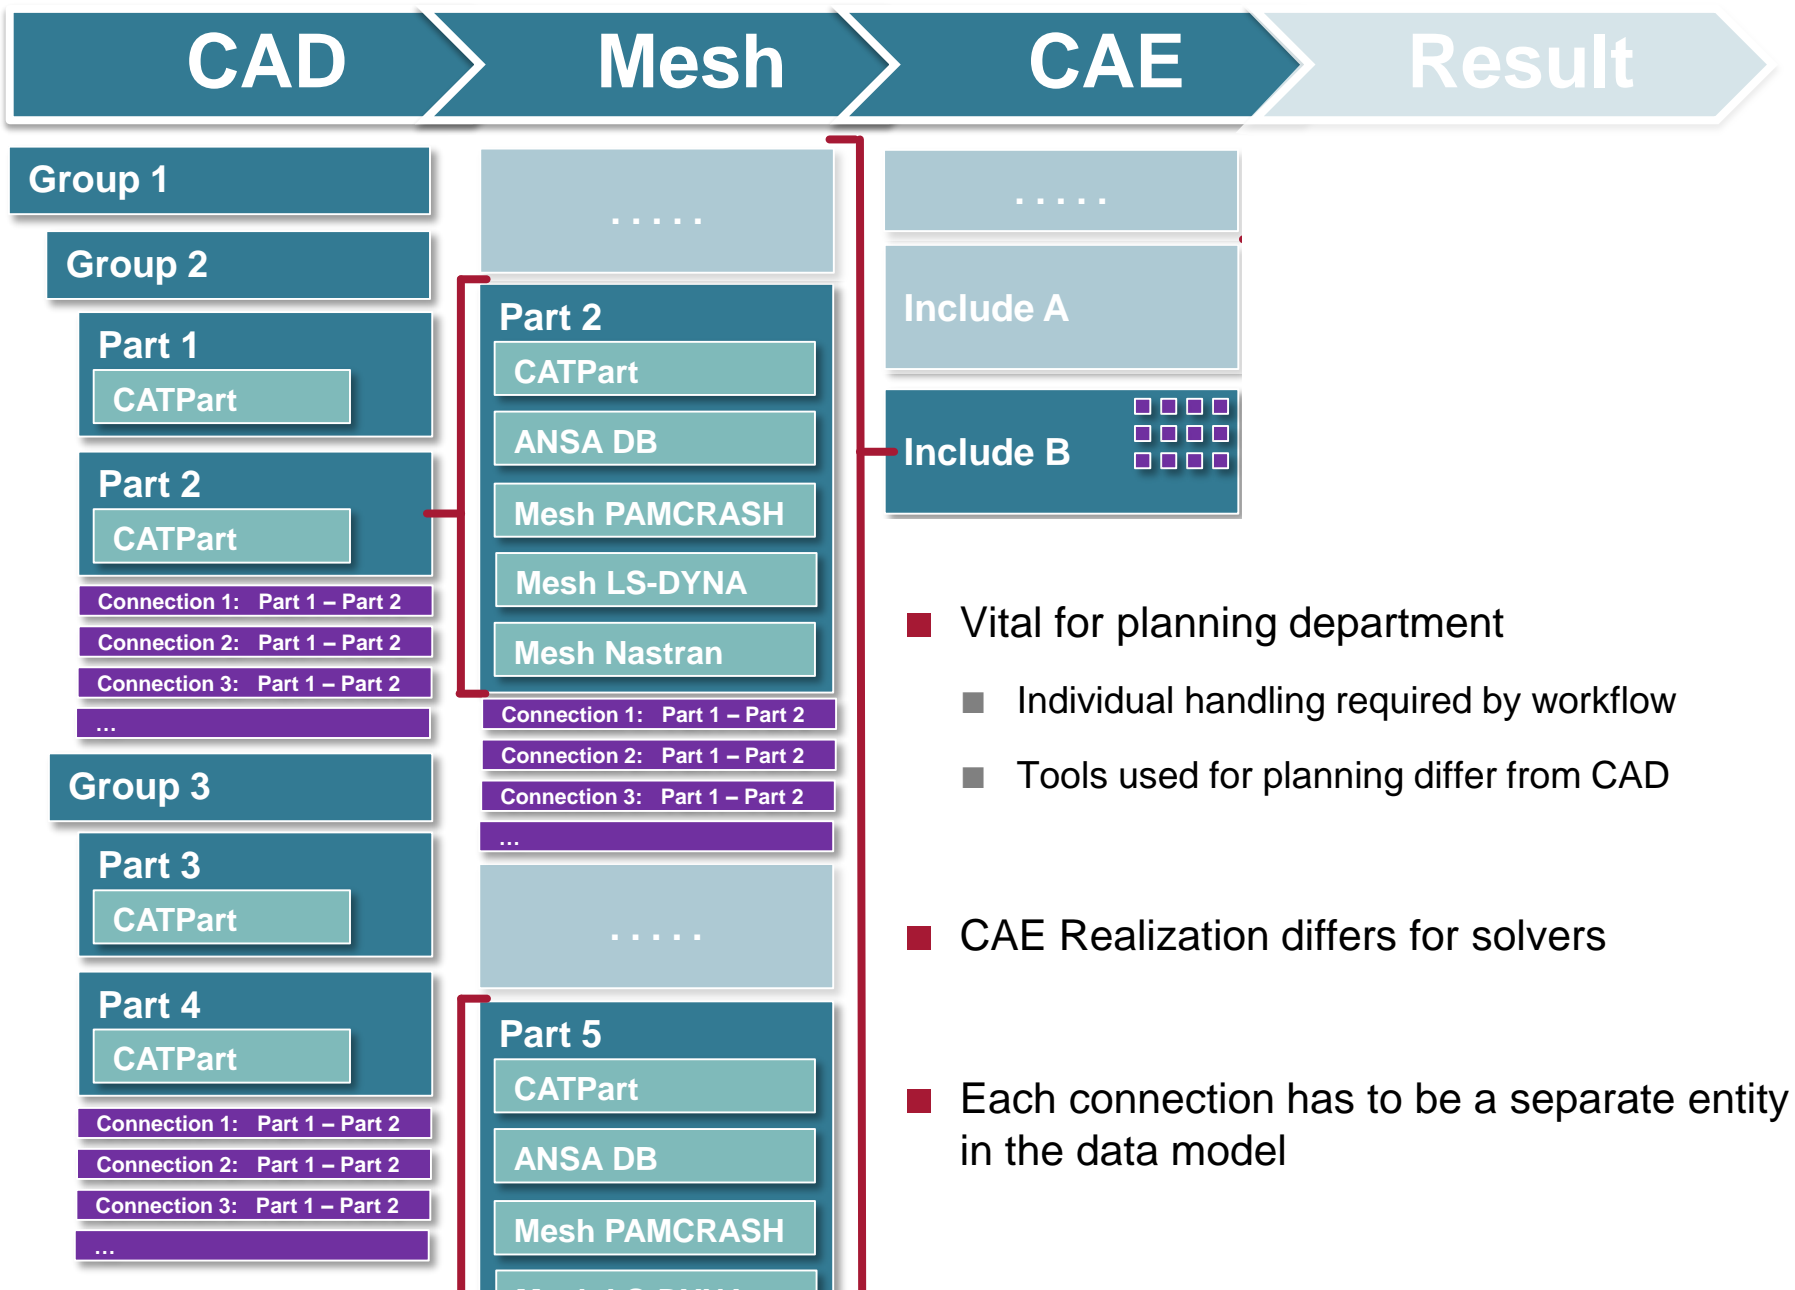 CAD
Mesh
CAE
Result
Group 1
Group 2
Part 1
CATPart
Part 2
CATPart
Connection 1: Part 1 – Part 2
Connection 2: Part 1 – Part 2
Connection 3: Part 1 – Part 2
...
Group 3
Part 3
CATPart
Part 4
CATPart
Connection 1: Part 1 – Part 2
Connection 2: Part 1 – Part 2
Connection 3: Part 1 – Part 2
...
. . . . .
Part 2
CATPart
ANSA DB
Mesh PAMCRASH
Mesh LS-DYNA
Mesh Nastran
Connection 1: Part 1 – Part 2
Connection 2: Part 1 – Part 2
Connection 3: Part 1 – Part 2
...
. . . . .
Part 5
CATPart
ANSA DB
Mesh PAMCRASH
. . . . .
Include A
Include B
Vital for planning department
Individual handling required by workflow
Tools used for planning differ from CAD
CAE Realization differs for solvers
Each connection has to be a separate entity
in the data model